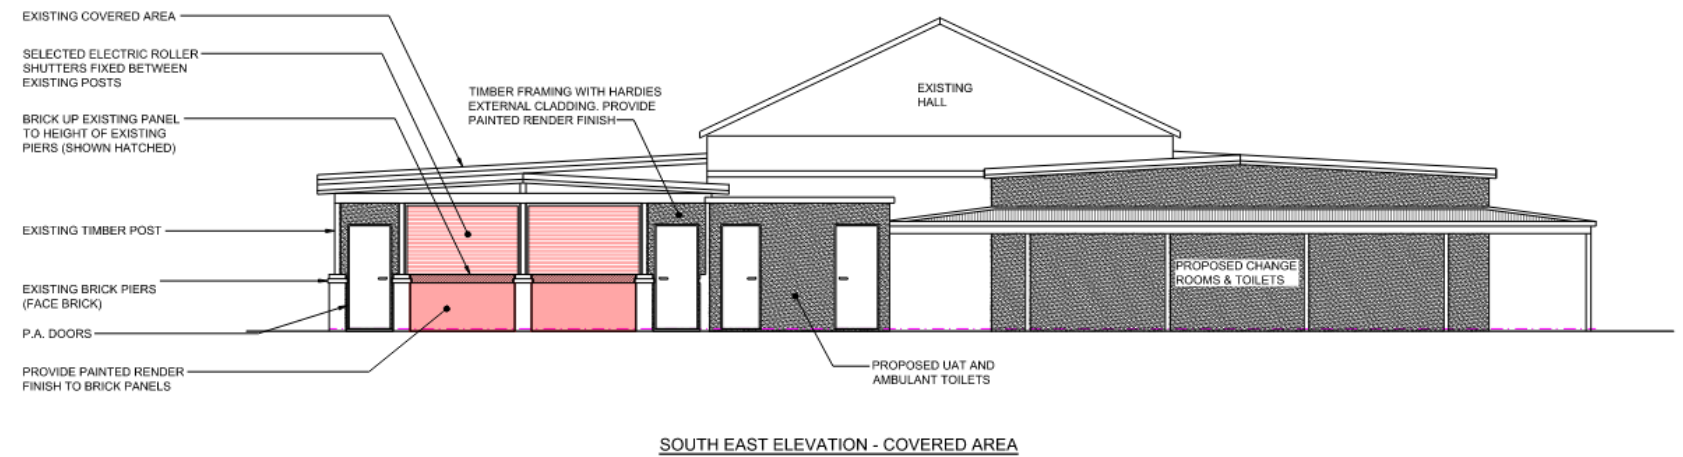 EXISTING COVERED AREA
SELECTED ELECTRIC ROLLER
SHUTTERS FIXED BETWEEN
EXISTING POSTS
BRICK UP EXISTING PANEL
TO HEIGHT OF EXISTING
PIERS (SHOWN HATCHED)
EXISTING TIMBER POST
EXISTING BRICK PIERS
(FACE BRICK)
P.A. DOORS
PROVIDE PAINTED RENDER
FINISH TO BRICK PANELS
TIMBER FRAMING WITH HARDIES
EXTERNAL CLADDING. PROVIDE
PAINTED RENDER FINISH
EXISTING
HALL
PROPOSED CHANGE
ROOMS & TOILETS
PROPOSED UAT AND
AMBULANT TOILETS
SOUTH EAST ELEVATION - COVERED AREA